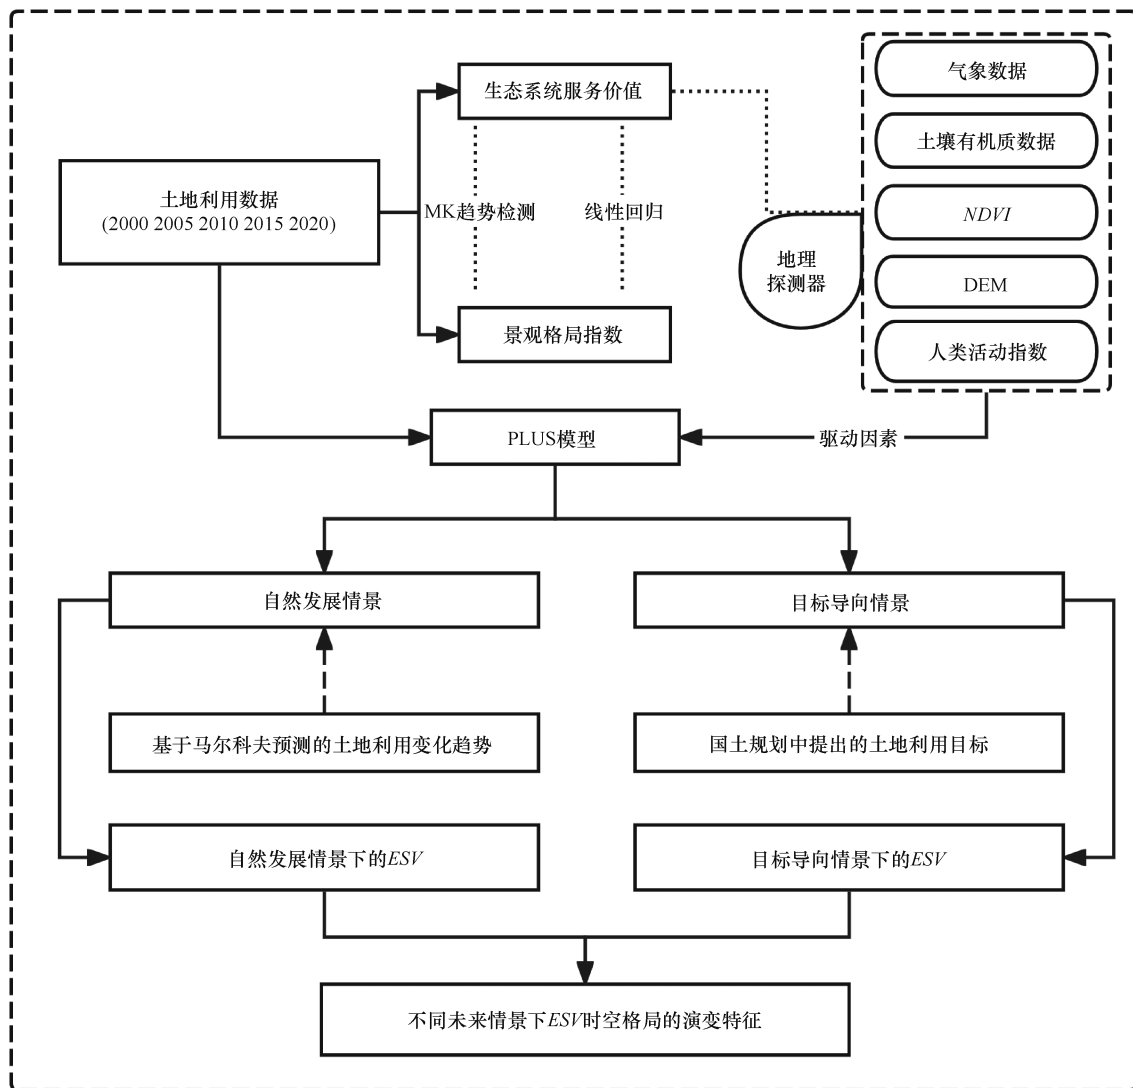 生态系统服务价值
气象数据
土壤有机质数据
土地利用数据
(2000 2005 2010 2015 2020)
MK趋势检测
线性回归
NDVI
地理
探测器
DEM
景观格局指数
人类活动指数
PLUS模型
驱动因素
自然发展情景
目标导向情景
基于马尔科夫预测的土地利用变化趋势
国土规划中提出的土地利用目标
自然发展情景下的ESV
目标导向情景下的ESV
不同未来情景下ESV时空格局的演变特征